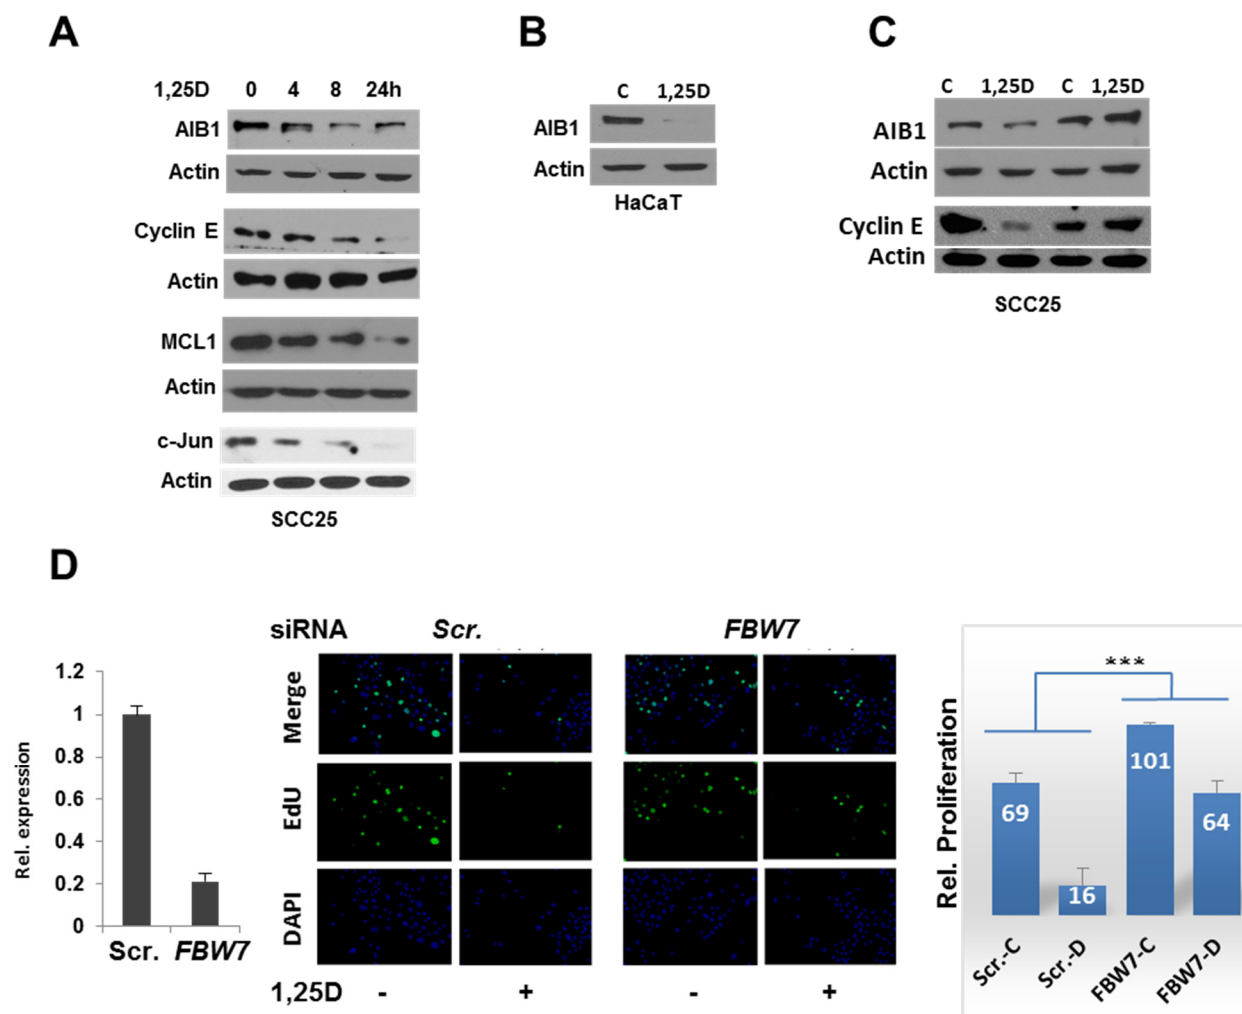 A
1,25D 0 4 8 24h
AIB1
Actin
Cyclin E
Actin
MCL1
Actin
c-Jun
Actin
SCC25
B
C 1,25D
AIB1
Actin
HaCaT
C
C 1,25D C 1,25D
AIB1
Actin
Cyclin E
Actin
SCC25
D
Rel. expression
1.2
1
0.8
0.6
0.4
0.2
0
Scr. FBW7
siRNA Scr. FBW7
Merge
EdU
DAPI
1,25D - + - +
Rel. Proliferation
***
69
16
101
64
Scr.-C
Scr.-D
FBW7-C
FBW7-D